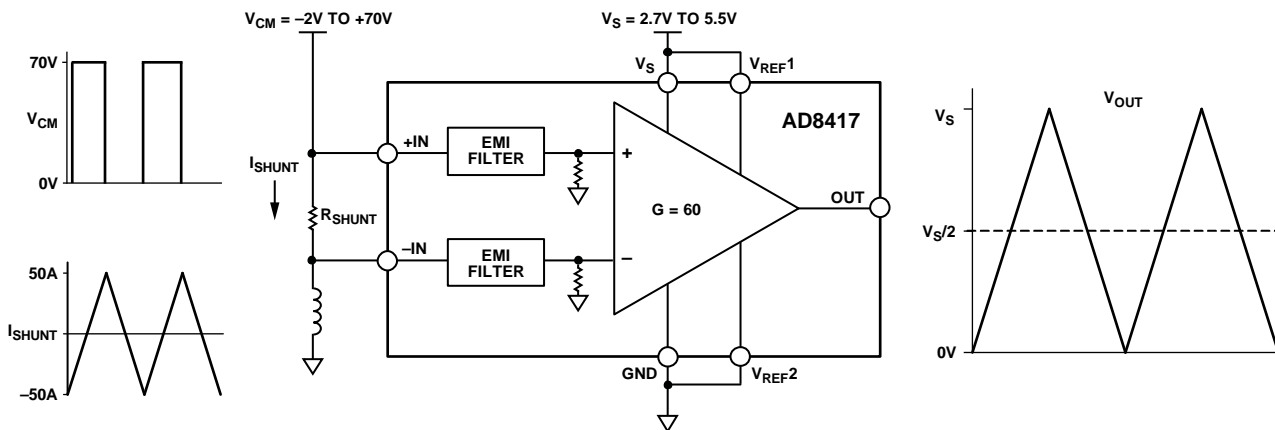 V_CM = –2V TO +70V
V_S = 2.7V TO 5.5V
70V
V_CM
0V
I_SHUNT
50A
I_SHUNT
–50A
R_SHUNT
V_S
V_REF1
AD8417
+IN
EMI
FILTER
+
G = 60
OUT
–IN
EMI
FILTER
–
GND
V_REF2
V_OUT
V_S
V_S/2
0V